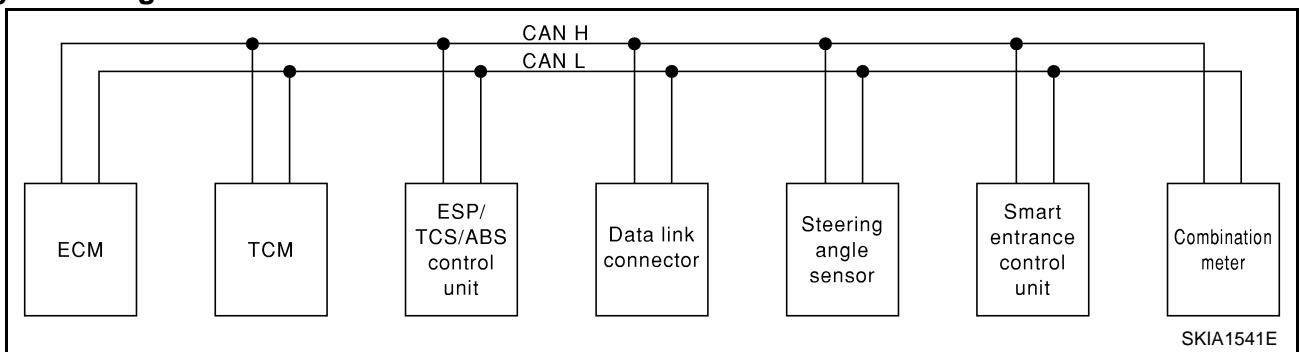 CAN H
CAN L
ECM
TCM
ESP/
TCS/ABS
control
unit
Data link
connector
Steering
angle
sensor
Smart
entrance
control
unit
Combination
meter
SKIA1541E